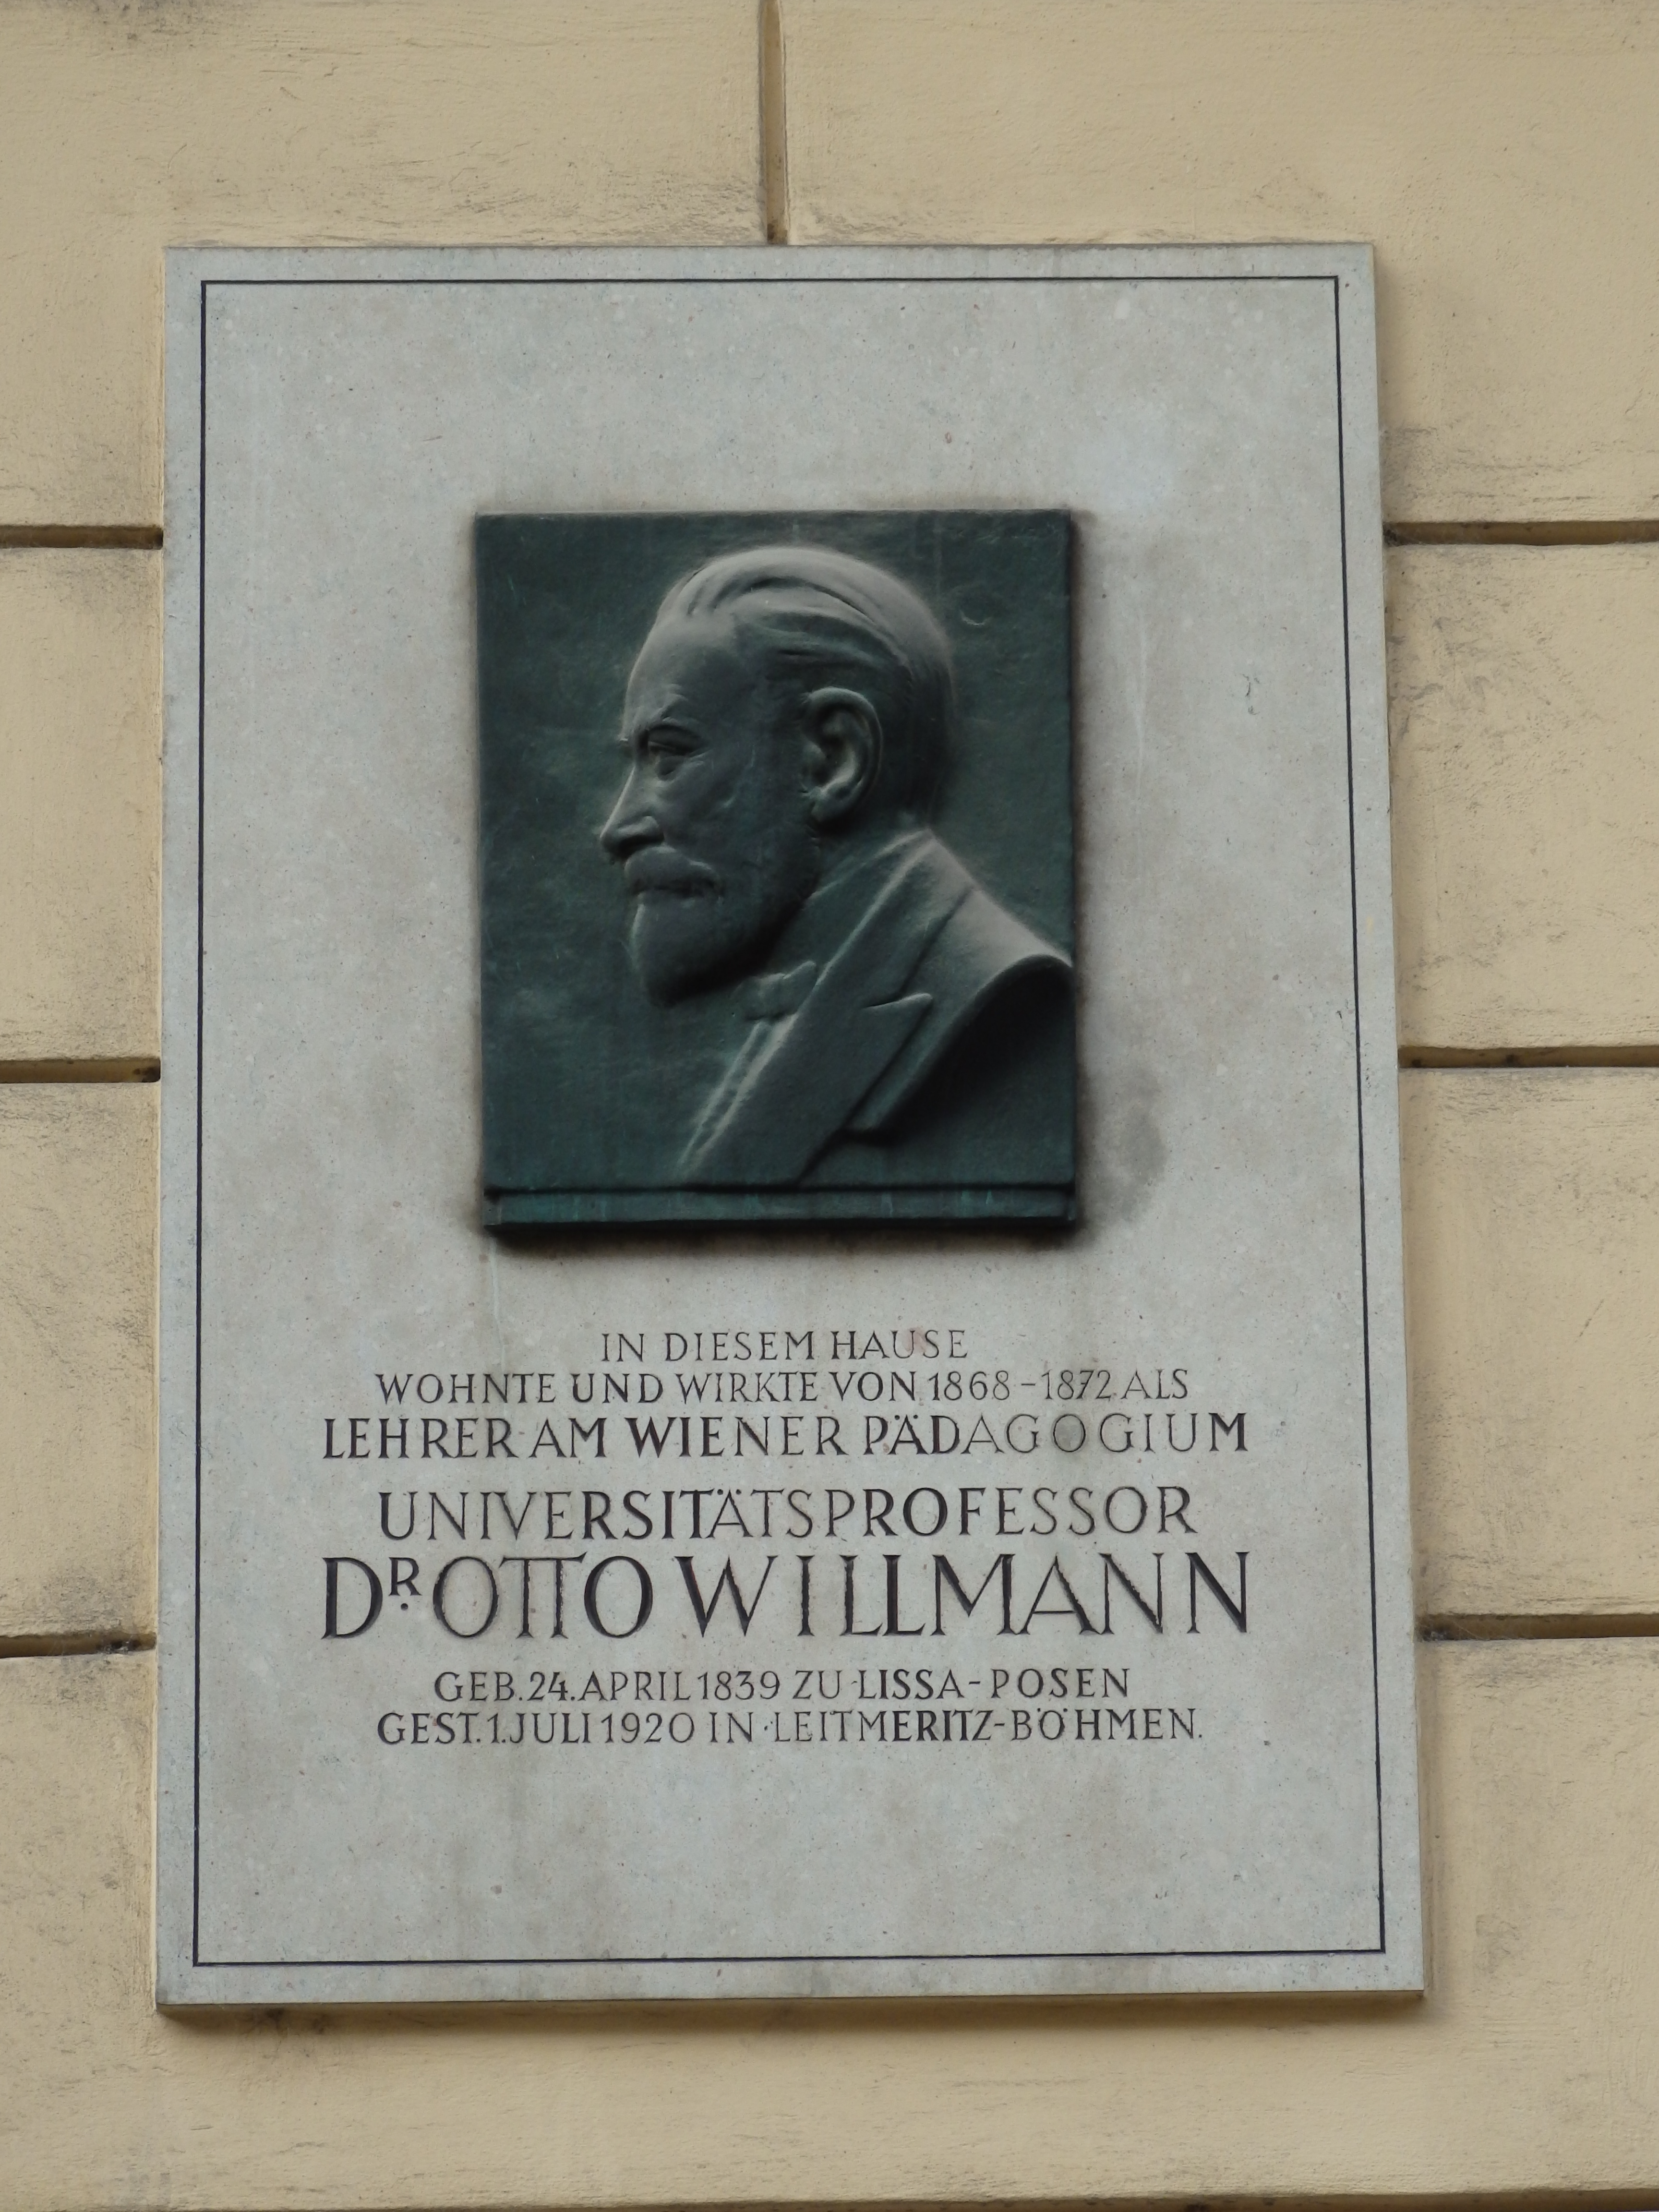 IN DIESEM HAUSE
WOHNTE UND WIRKTE VON 1868-1872 ALS
LEHRER AM WIENER PÄDAGOGIUM
UNIVERSITÄTSPROFESSOR
DR. OTTO WILLMANN
GEB. 24. APRIL 1839 ZU LISSA-POSEN
GEST. 1. JULI 1920 IN LEITMERITZ-BÖHMEN.